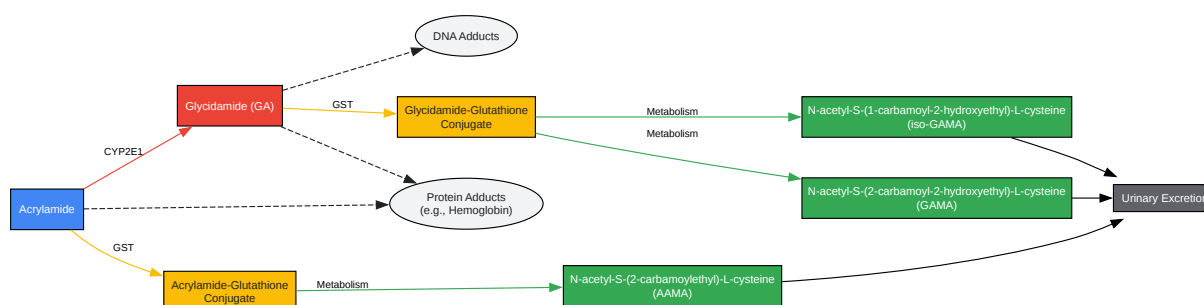 DNA Adducts
Glycidamide (GA)
GST
Glycidamide-Glutathione
Conjugate
Metabolism
Metabolism
N-acetyl-S-(1-carbamoyl-2-hydroxyethyl)-L-cysteine
(iso-GAMA)
CYP2E1
Acrylamide
Protein Adducts
(e.g., Hemoglobin)
N-acetyl-S-(2-carbamoyl-2-hydroxyethyl)-L-cysteine
(GAMA)
Urinary Excretion
GST
Acrylamide-Glutathione
Conjugate
Metabolism
N-acetyl-S-(2-carbamoylethyl)-L-cysteine
(AAMA)